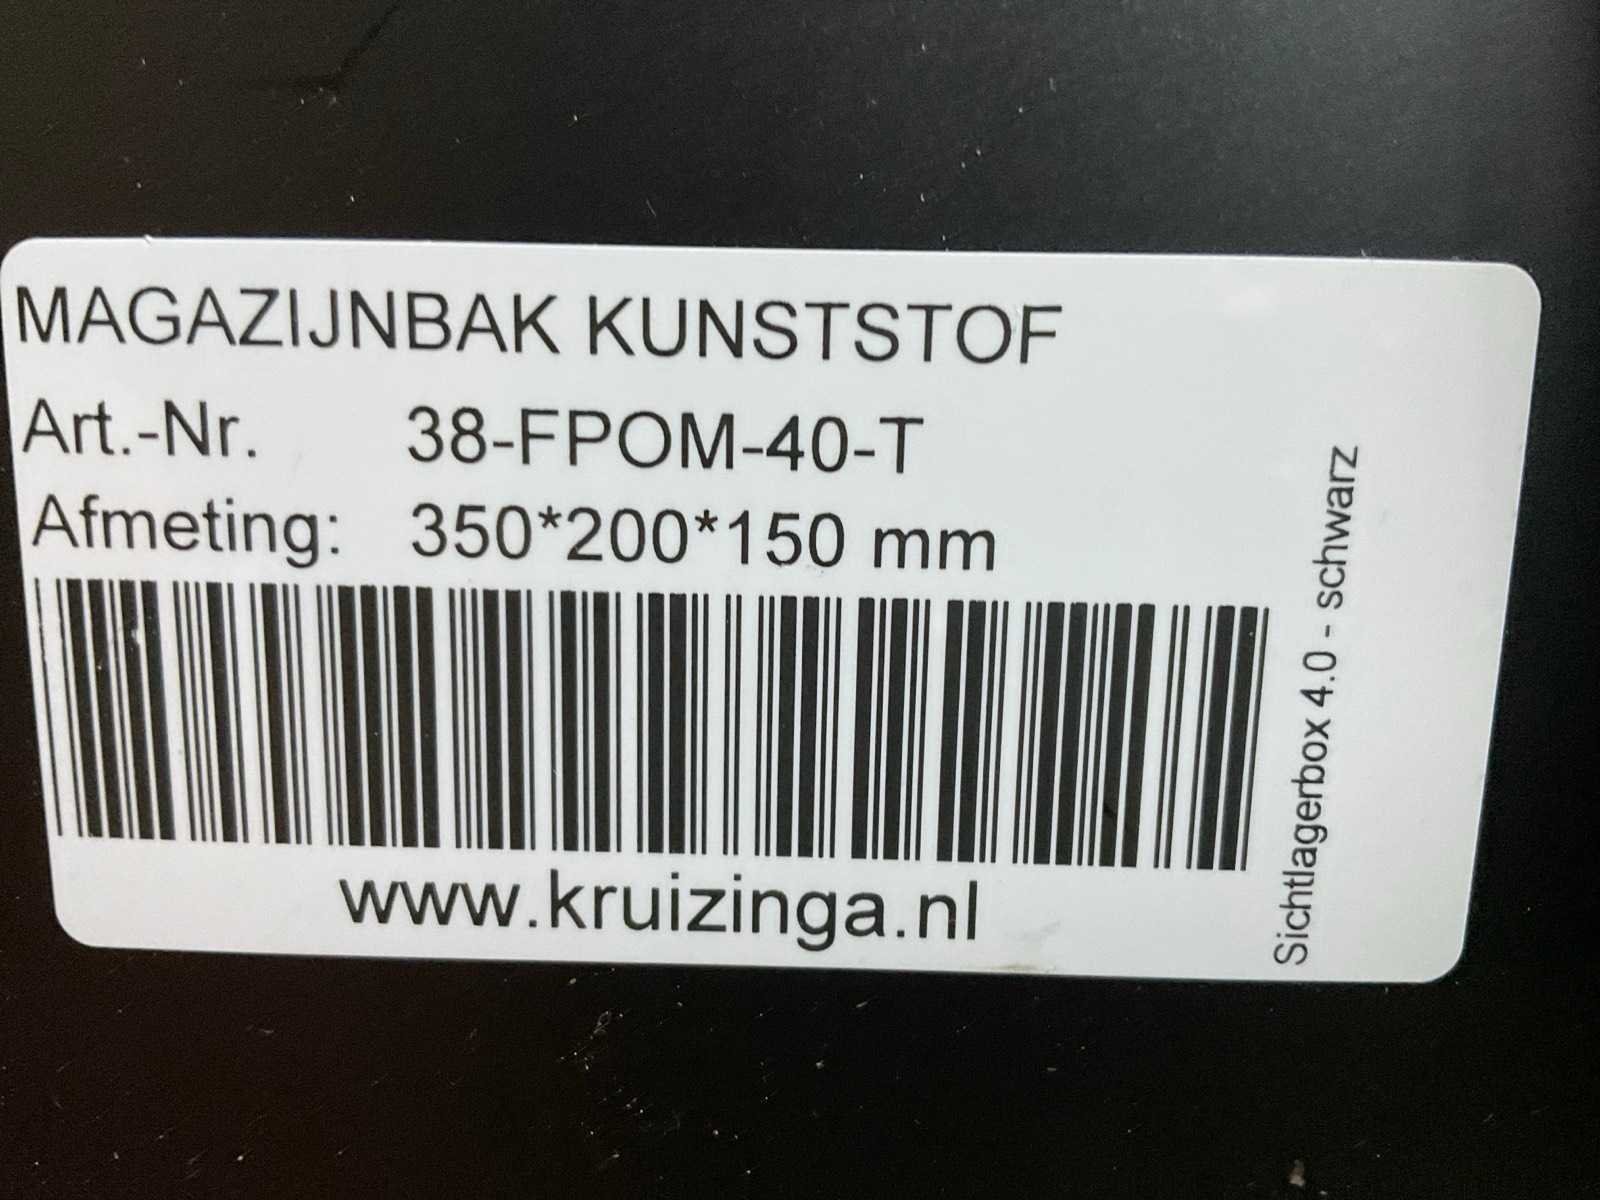 MAGAZIJNBAK KUNSTSTOF
Art.-Nr. 38-FPOM-40-T
Afmeting: 350*200*150 mm
www.kruizinga.nl
Sichtlagerbox 4.0 - schwarz